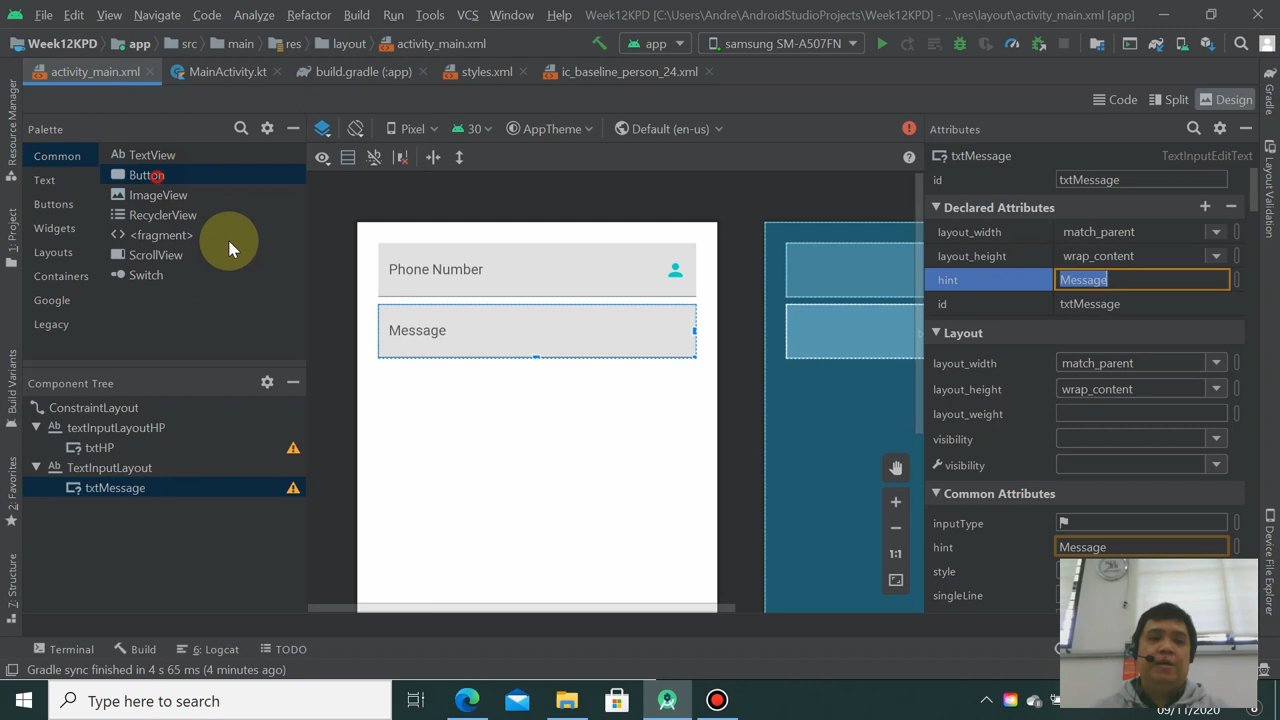 File Edit View Navigate Code Analyze Refactor Build Run Tools VCS Window Help Week12KPD [C:\Users\Andre\AndroidStudioProjects\Week12KPD] - ...\res\layout\activity_main.xml [app]
Week12KPD app src main res layout activity_main.xml app samsung SM-A507FN
activity_main.xml MainActivity.kt build.gradle (:app) styles.xml ic_baseline_person_24.xml
Code Split Design
Palette Pixel 30 AppTheme Default (en-us) Attributes
Common
Text
Buttons
Widgets
Layouts
Containers
Google
Legacy
Ab TextView
Button
ImageView
RecyclerView
<fragment>
ScrollView
Switch
Component Tree
ConstraintLayout
Ab textInputLayoutHP
txtHP
Ab TextInputLayout
txtMessage
Phone Number
Message
1:1
txtMessage TextInputEditText
id txtMessage
Declared Attributes
layout_width match_parent
layout_height wrap_content
hint Message
id txtMessage
Layout
layout_width match_parent
layout_height wrap_content
layout_weight
visibility
visibility
Common Attributes
inputType
hint Message
style
singleLine
Resource Manager
1: Project
Build Variants
2: Favorites
7: Structure
Gradle
Layout Validation
Device File Explorer
Terminal Build 6: Logcat TODO
Gradle sync finished in 4 s 65 ms (4 minutes ago)
Type here to search
09/11/2020